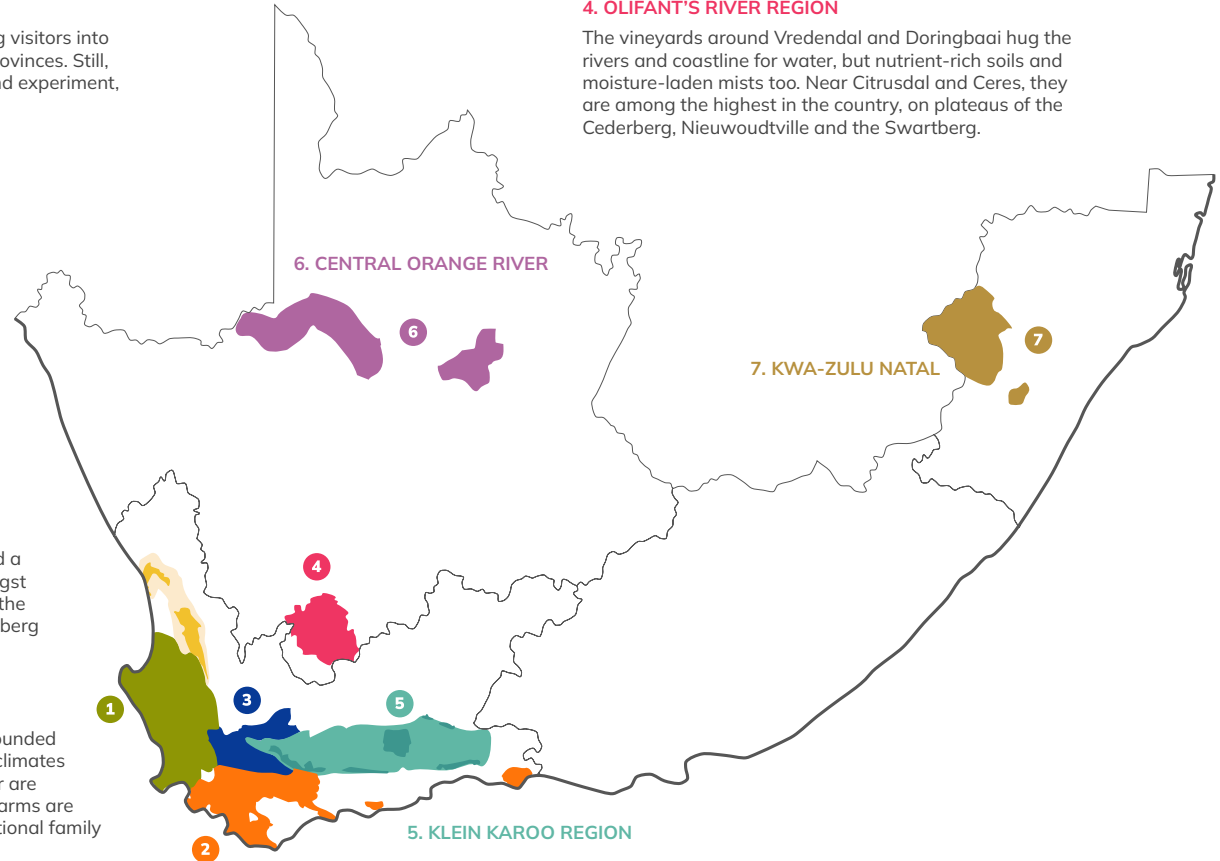 g visitors into
ovinces. Still,
nd experiment,
4. OLIFANT'S RIVER REGION
The vineyards around Vredendal and Doringbaai hug the
rivers and coastline for water, but nutrient-rich soils and
moisture-laden mists too. Near Citrusdal and Ceres, they
are among the highest in the country, on plateaus of the
Cederberg, Nieuwoudtville and the Swartberg.
6. CENTRAL ORANGE RIVER
6
7
7. KWA-ZULU NATAL
d a
gst
the
berg
4
1
3
5
ounded
climates
r are
arms are
tional family
2
5. KLEIN KAROO REGION